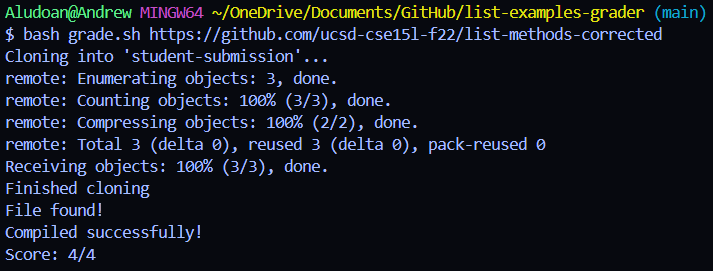 Aludoan@Andrew MINGW64 ~/OneDrive/Documents/GitHub/list-examples-grader (main)
$ bash grade.sh https://github.com/ucsd-cse15l-f22/list-methods-corrected
Cloning into 'student-submission'...
remote: Enumerating objects: 3, done.
remote: Counting objects: 100% (3/3), done.
remote: Compressing objects: 100% (2/2), done.
remote: Total 3 (delta 0), reused 3 (delta 0), pack-reused 0
Receiving objects: 100% (3/3), done.
Finished cloning
File found!
Compiled successfully!
Score: 4/4